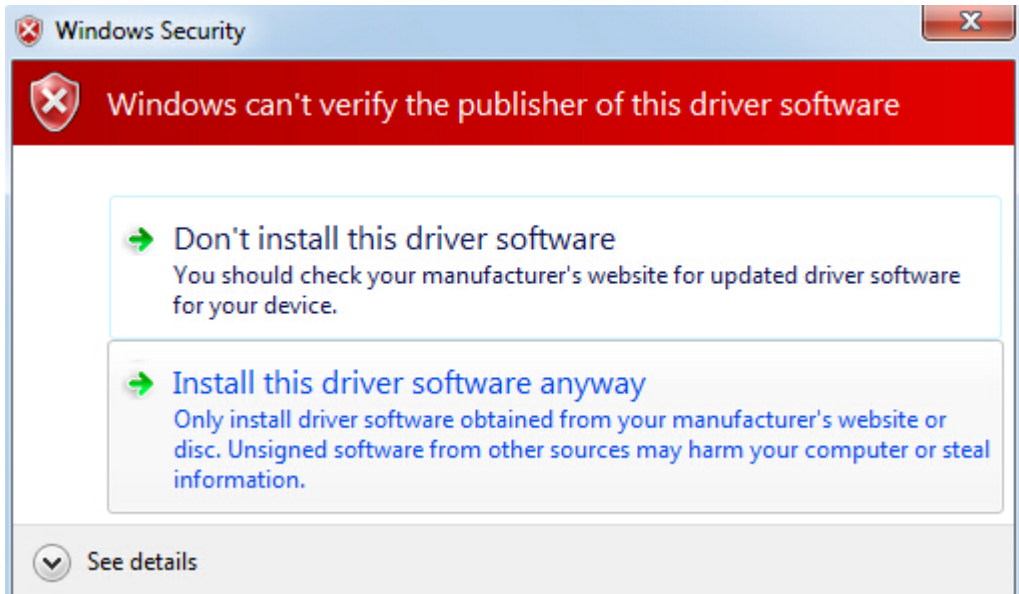 Windows Security
Windows can't verify the publisher of this driver software
Don't install this driver software
You should check your manufacturer's website for updated driver software
for your device.
Install this driver software anyway
Only install driver software obtained from your manufacturer's website or
disc. Unsigned software from other sources may harm your computer or steal
information.
See details